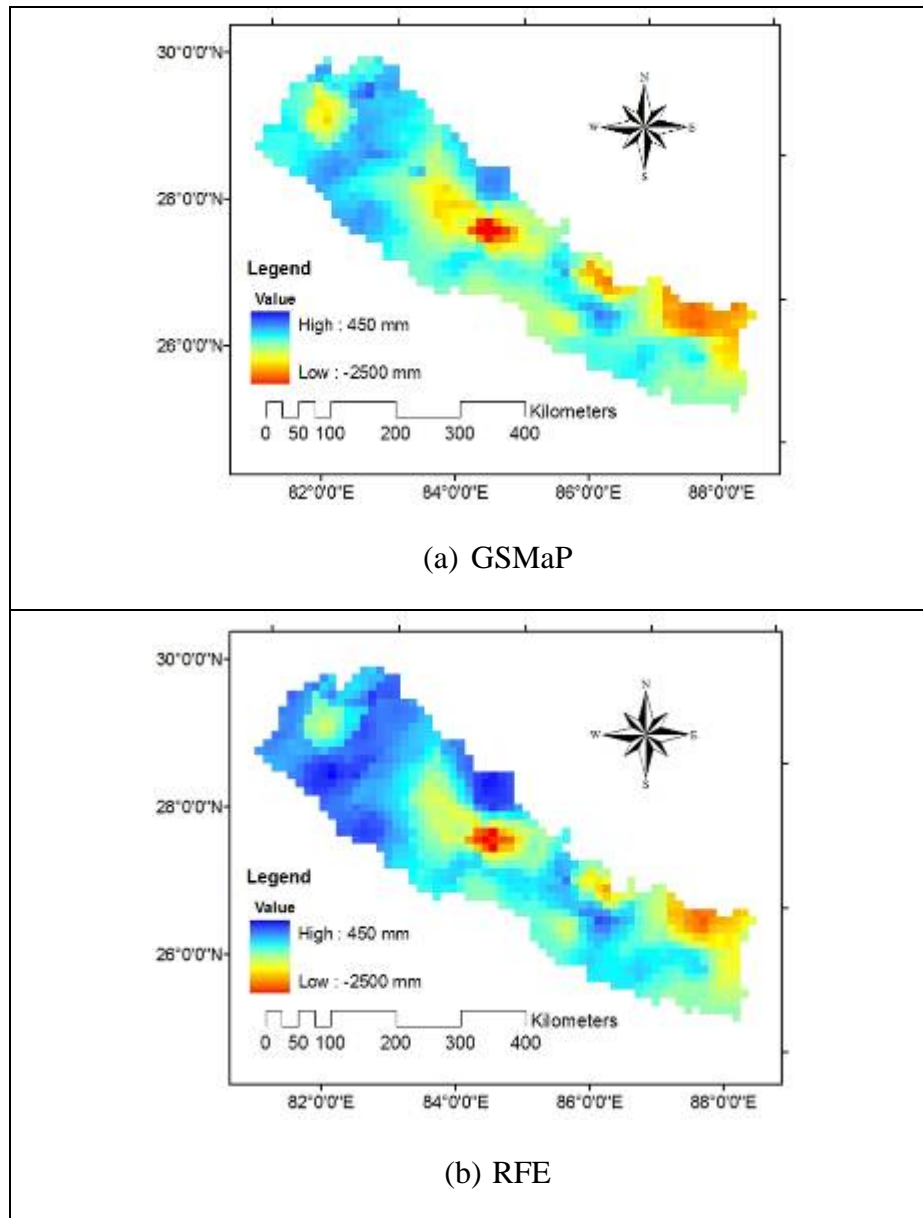 30°0'0"N
N
W
E
S
28°0'0"N
Legend
Value
High : 450 mm
26°0'0"N
Low : -2500 mm
Kilometers
0 50 100 200 300 400
82°0'0"E 84°0'0"E 86°0'0"E 88°0'0"E
(a) GSMaP
30°0'0"N
N
W
E
S
28°0'0"N
Legend
Value
High : 450 mm
26°0'0"N
Low : -2500 mm
Kilometers
0 50 100 200 300 400
82°0'0"E 84°0'0"E 86°0'0"E 88°0'0"E
(b) RFE